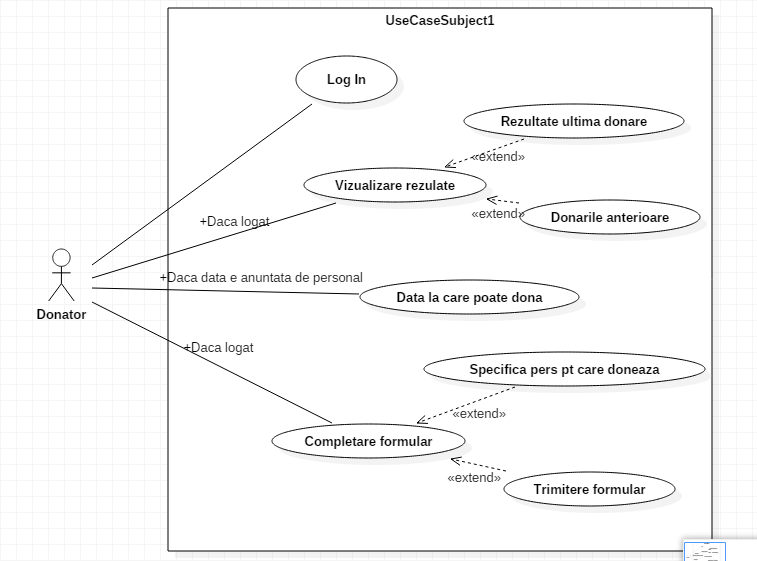 UseCaseSubject1
Log In
Rezultate ultima donare
«extend»
Vizualizare rezulate
«extend»
Donarile anterioare
+Daca logat
+Daca data e anuntata de personal
Data la care poate dona
Donator
+Daca logat
Specifica pers pt care doneaza
«extend»
Completare formular
«extend»
Trimitere formular